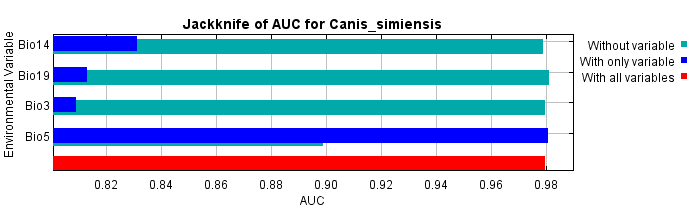 Jackknife of AUC for Canis_simiensis
Environmental Variable
Bio14
Bio19
Bio3
Bio5
0.82 0.84 0.86 0.88 0.90 0.92 0.94 0.96 0.98
AUC
Without variable
With only variable
With all variables